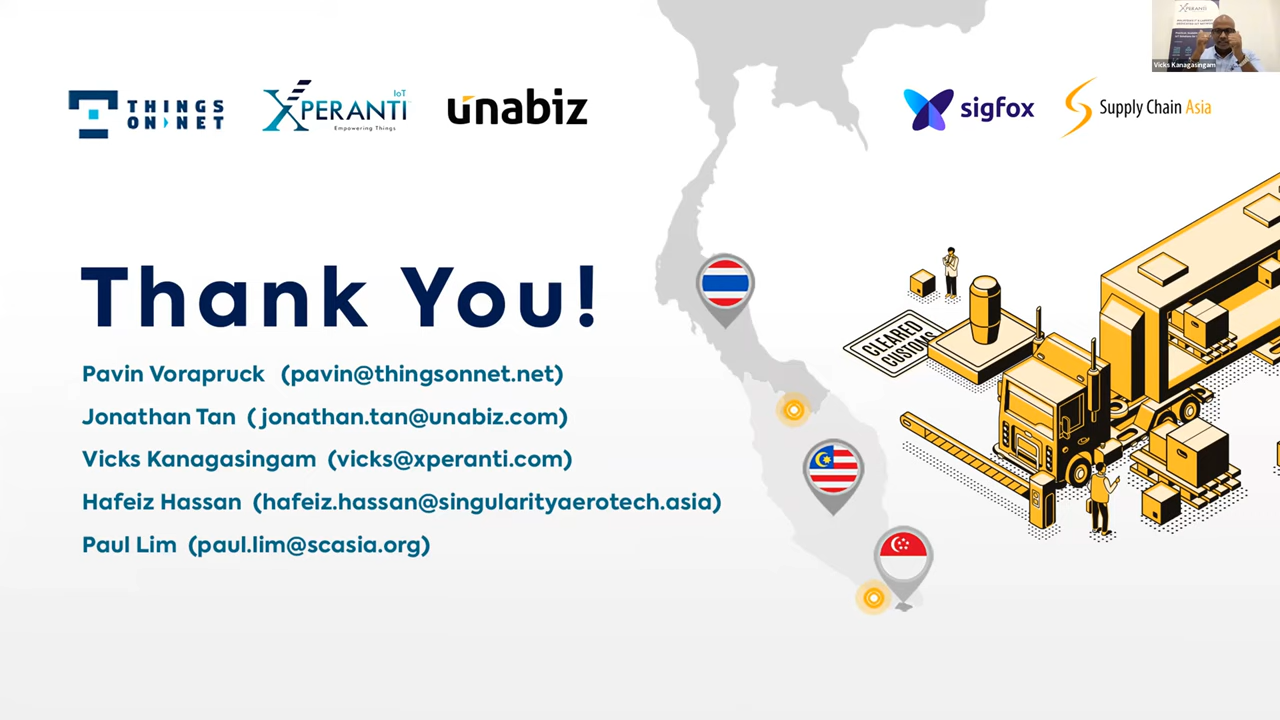 THINGS
ON NET
XPERANTI
IoT
Empowering Things
unabiz
sigfox
Supply Chain Asia
XPERANTI
Vicks Kanagasingam
Thank You!
Pavin Vorapruck (pavin@thingsonnet.net)
Jonathan Tan (jonathan.tan@unabiz.com)
Vicks Kanagasingam (vicks@xperanti.com)
Hafeiz Hassan (hafeiz.hassan@singularityaerotech.asia)
Paul Lim (paul.lim@scasia.org)
CLEARED
CUSTOMS